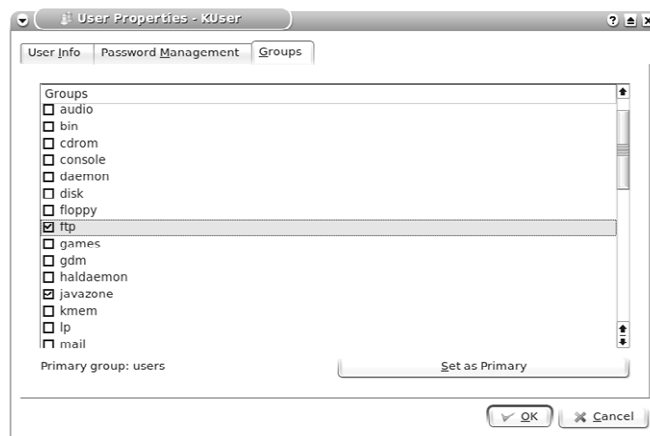 User Properties - KUser
User Info Password Management Groups
Groups
audio
bin
cdrom
console
daemon
disk
floppy
ftp
games
gdm
haldaemon
javazone
kmem
lp
mail
Primary group: users Set as Primary
OK Cancel